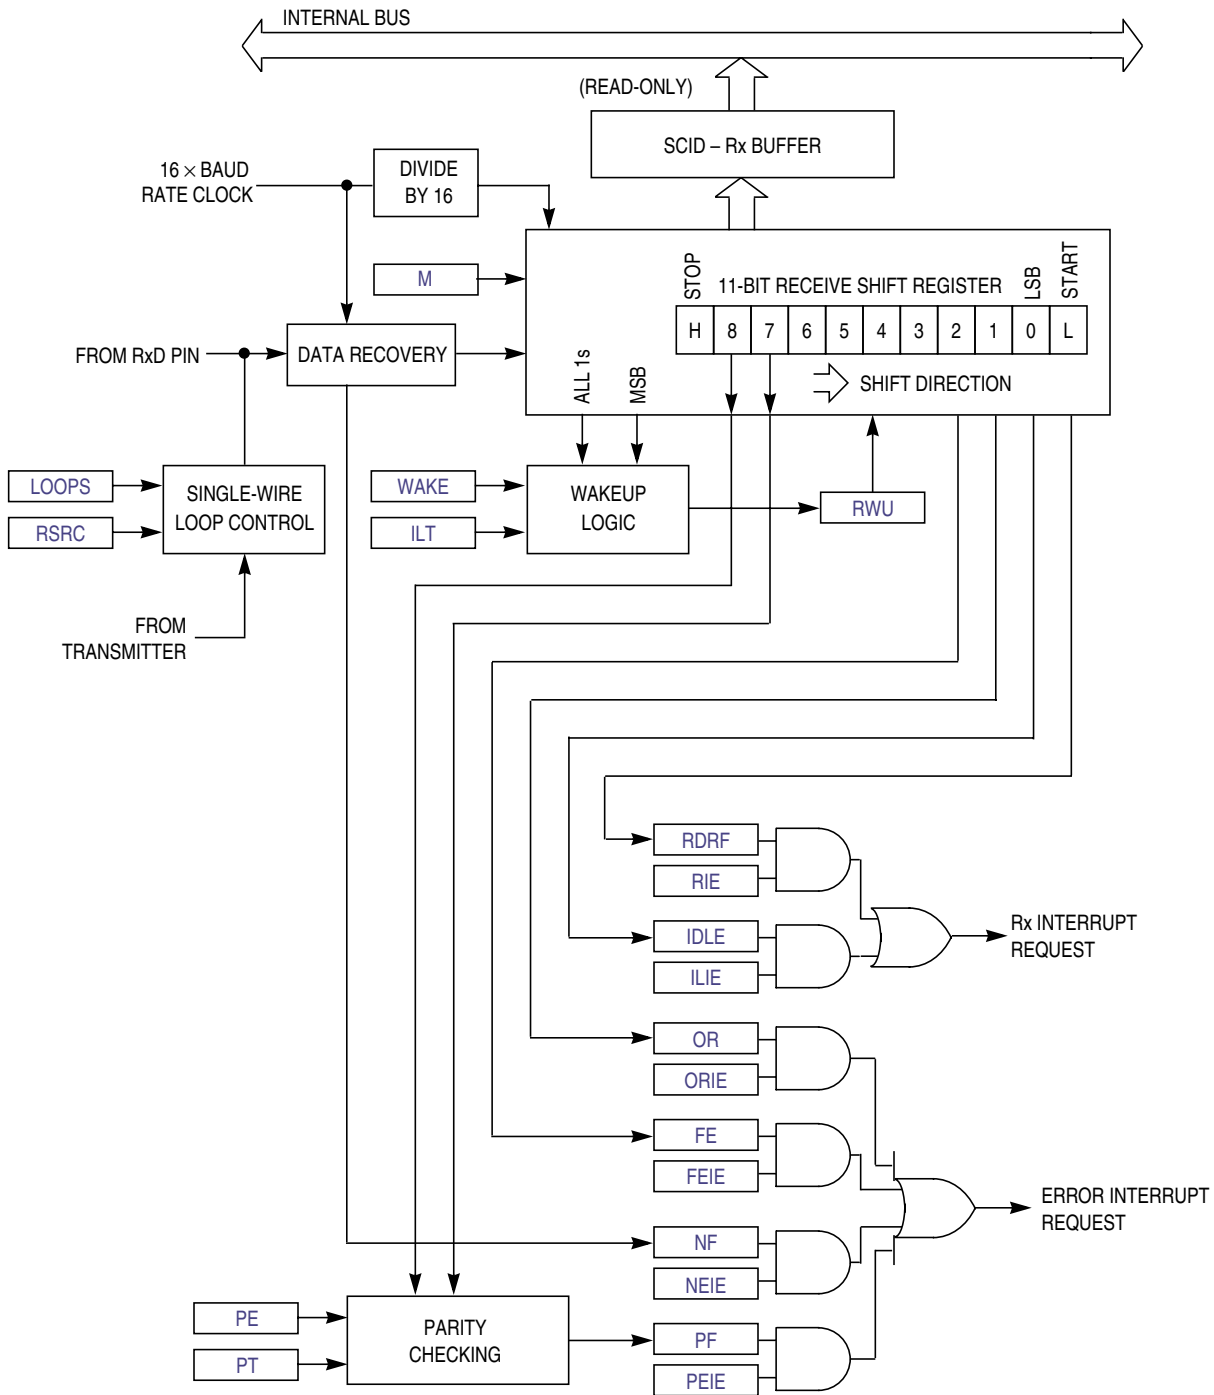 INTERNAL BUS
(READ-ONLY)
SCID – Rx BUFFER
16 × BAUD
RATE CLOCK
DIVIDE
BY 16
M
STOP
11-BIT RECEIVE SHIFT REGISTER
LSB
START
H 8 7 6 5 4 3 2 1 0 L
FROM RxD PIN
DATA RECOVERY
ALL 1s
MSB
SHIFT DIRECTION
LOOPS
RSRC
SINGLE-WIRE
LOOP CONTROL
WAKE
ILT
WAKEUP
LOGIC
RWU
FROM
TRANSMITTER
RDRF
RIE
IDLE
ILIE
Rx INTERRUPT
REQUEST
OR
ORIE
FE
FEIE
ERROR INTERRUPT
REQUEST
NF
NEIE
PE
PT
PARITY
CHECKING
PF
PEIE